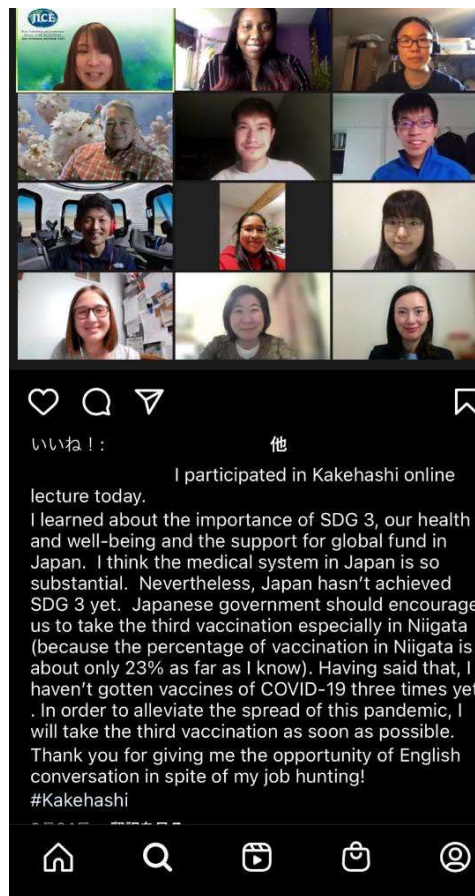 JICE
いいね！: 他
I participated in Kakehashi online
lecture today.
I learned about the importance of SDG 3, our health
and well-being and the support for global fund in
Japan. I think the medical system in Japan is so
substantial. Nevertheless, Japan hasn't achieved
SDG 3 yet. Japanese government should encourage
us to take the third vaccination especially in Niigata
(because the percentage of vaccination in Niigata is
about only 23% as far as I know). Having said that, I
haven't gotten vaccines of COVID-19 three times yet
. In order to alleviate the spread of this pandemic, I
will take the third vaccination as soon as possible.
Thank you for giving me the opportunity of English
conversation in spite of my job hunting!
#Kakehashi